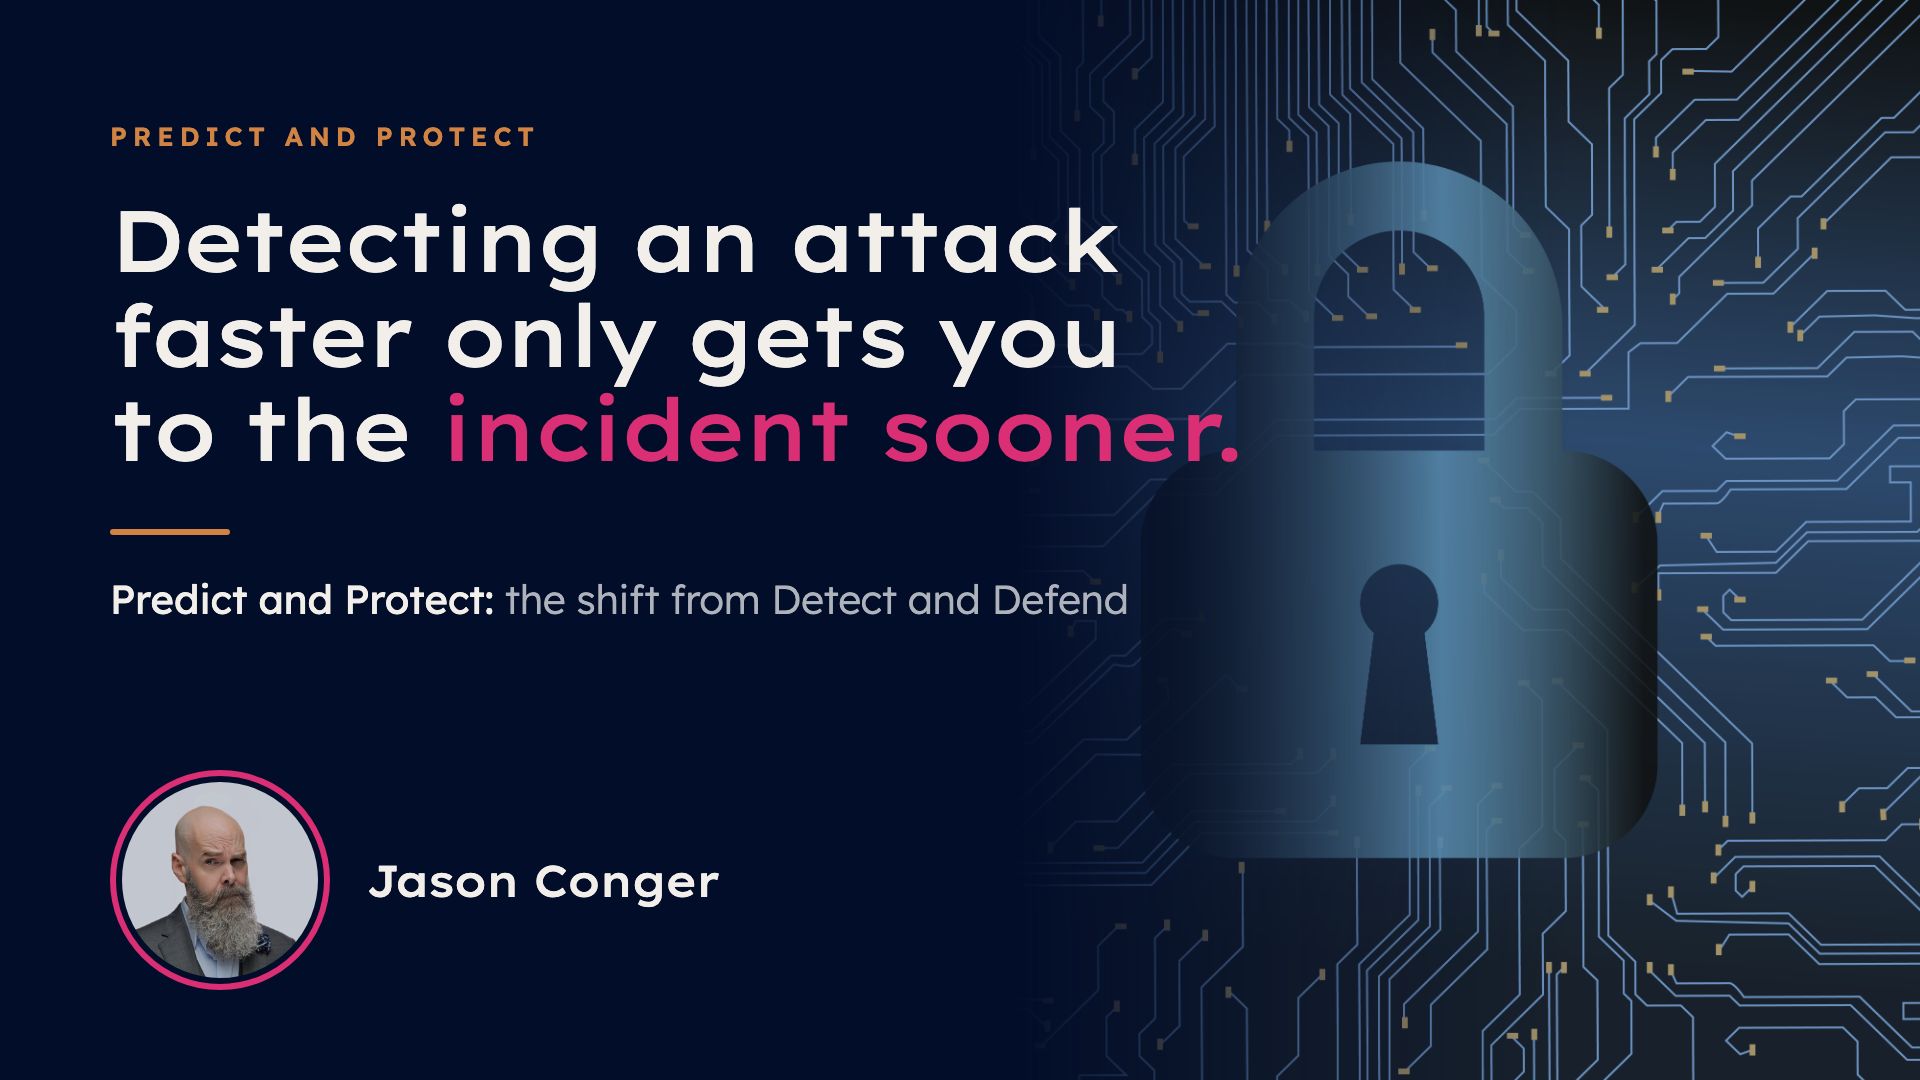 PREDICT AND PROTECT
Detecting an attack
faster only gets you
to the incident sooner.
Predict and Protect: the shift from Detect and Defend
Jason Conger